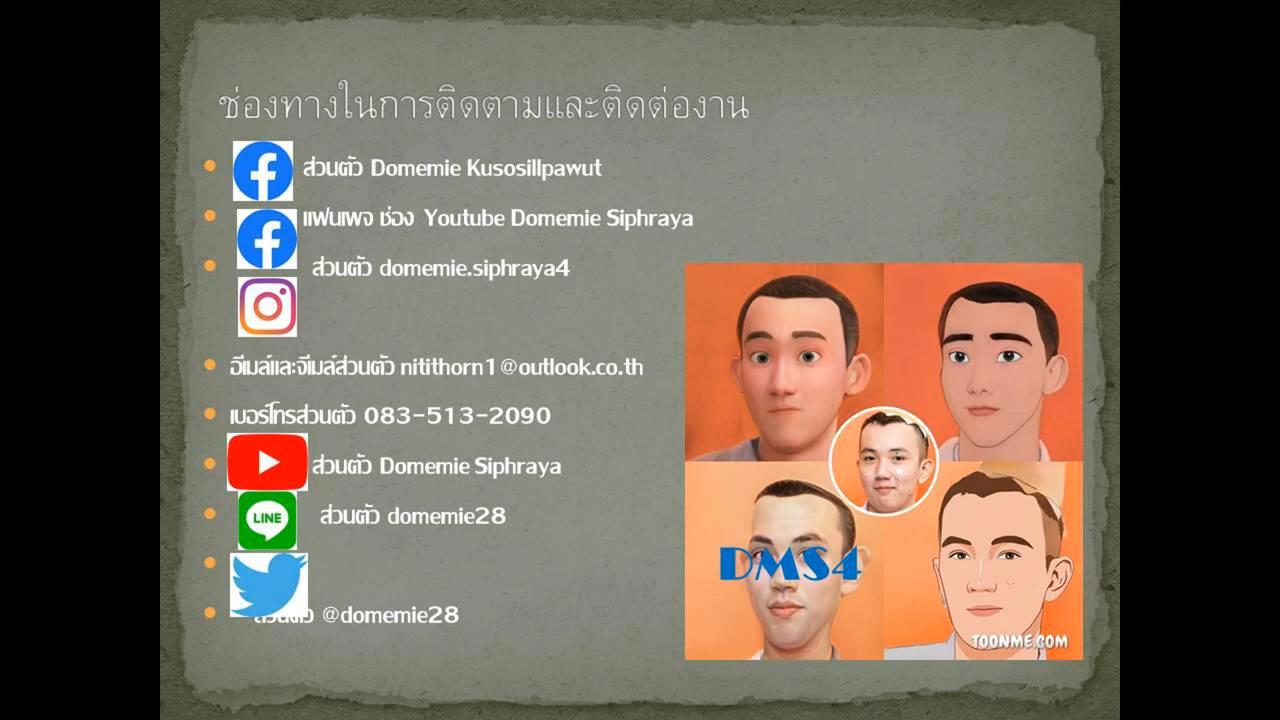 ช่องทางในการติดตามและติดต่องาน
ส่วนตัว Domemie Kusosillpawut
แฟนเพจ ช่อง Youtube Domemie Siphraya
ส่วนตัว domemie.siphraya4
อีเมล์และจีเมล์ส่วนตัว nitithorn1@outlook.co.th
เบอร์โทรส่วนตัว 083-513-2090
ส่วนตัว Domemie Siphraya
LINE
ส่วนตัว domemie28
ส่วนตัว @domemie28
DMS4
TOONME.COM